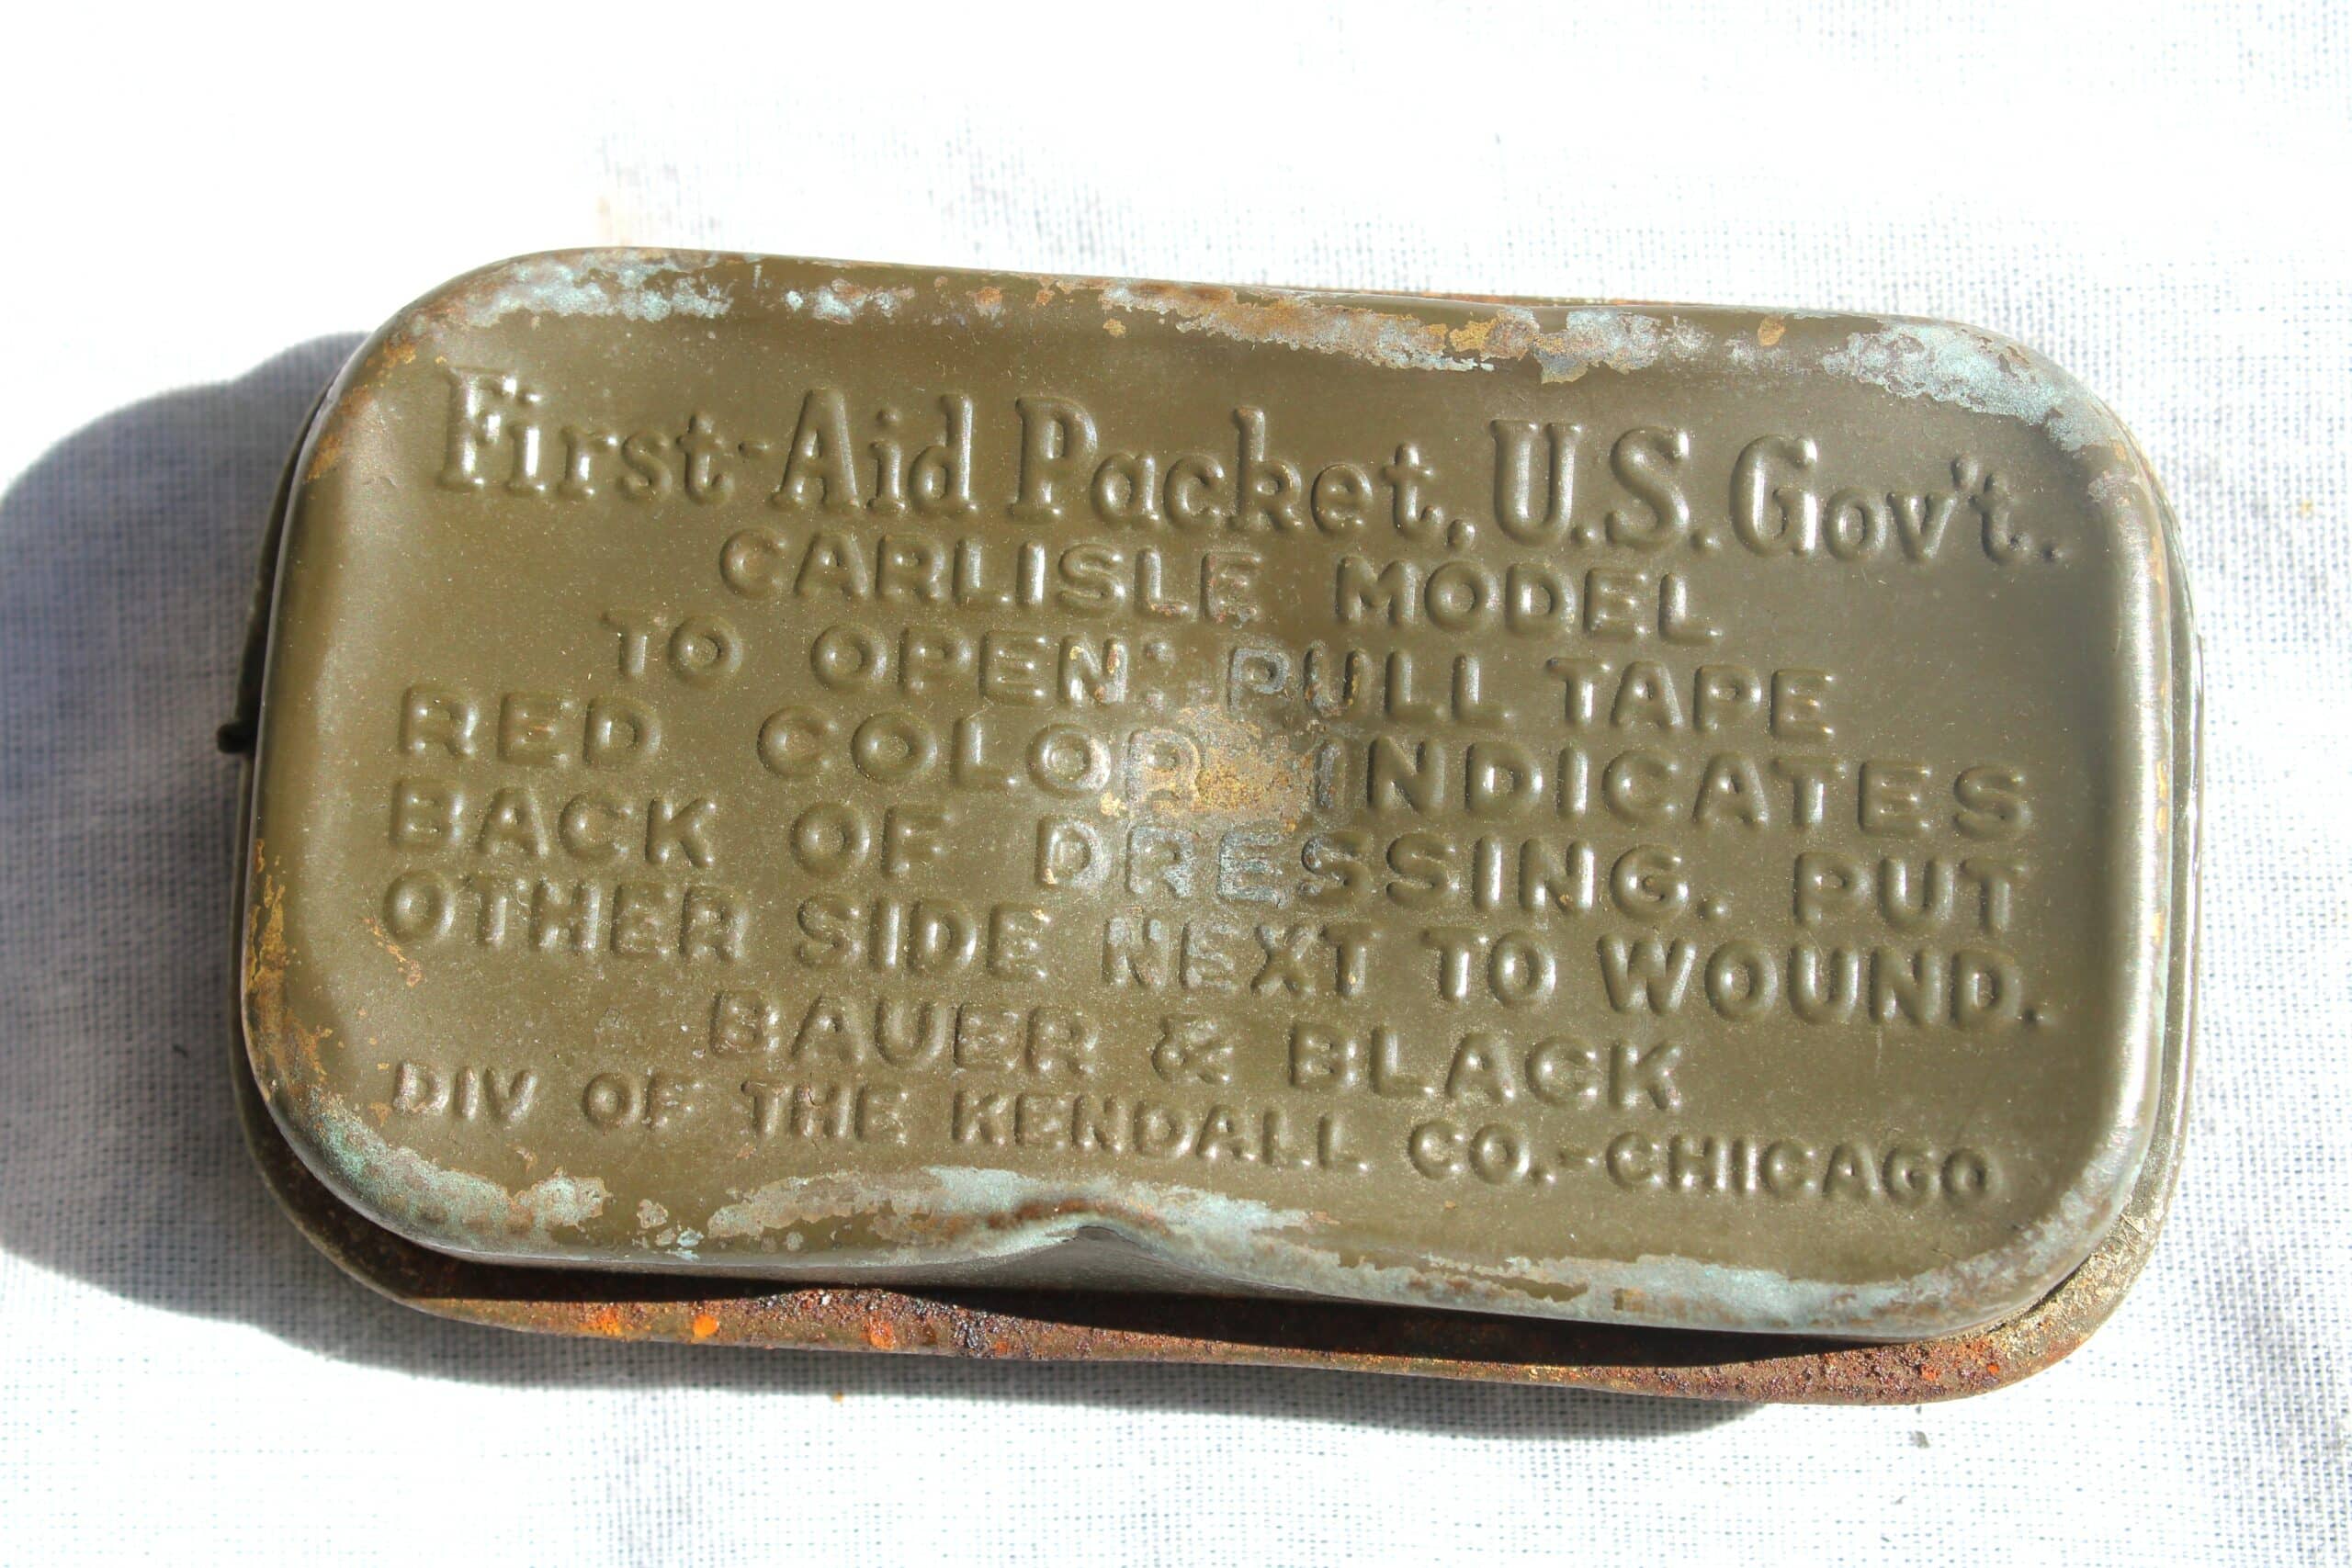 First-Aid Packet, U.S. Gov't.
CARLISLE MODEL
TO OPEN: PULL TAPE
RED COLOR INDICATES
BACK OF DRESSING. PUT
OTHER SIDE NEXT TO WOUND.
BAUER & BLACK
DIV OF THE KENDALL CO.-CHICAGO